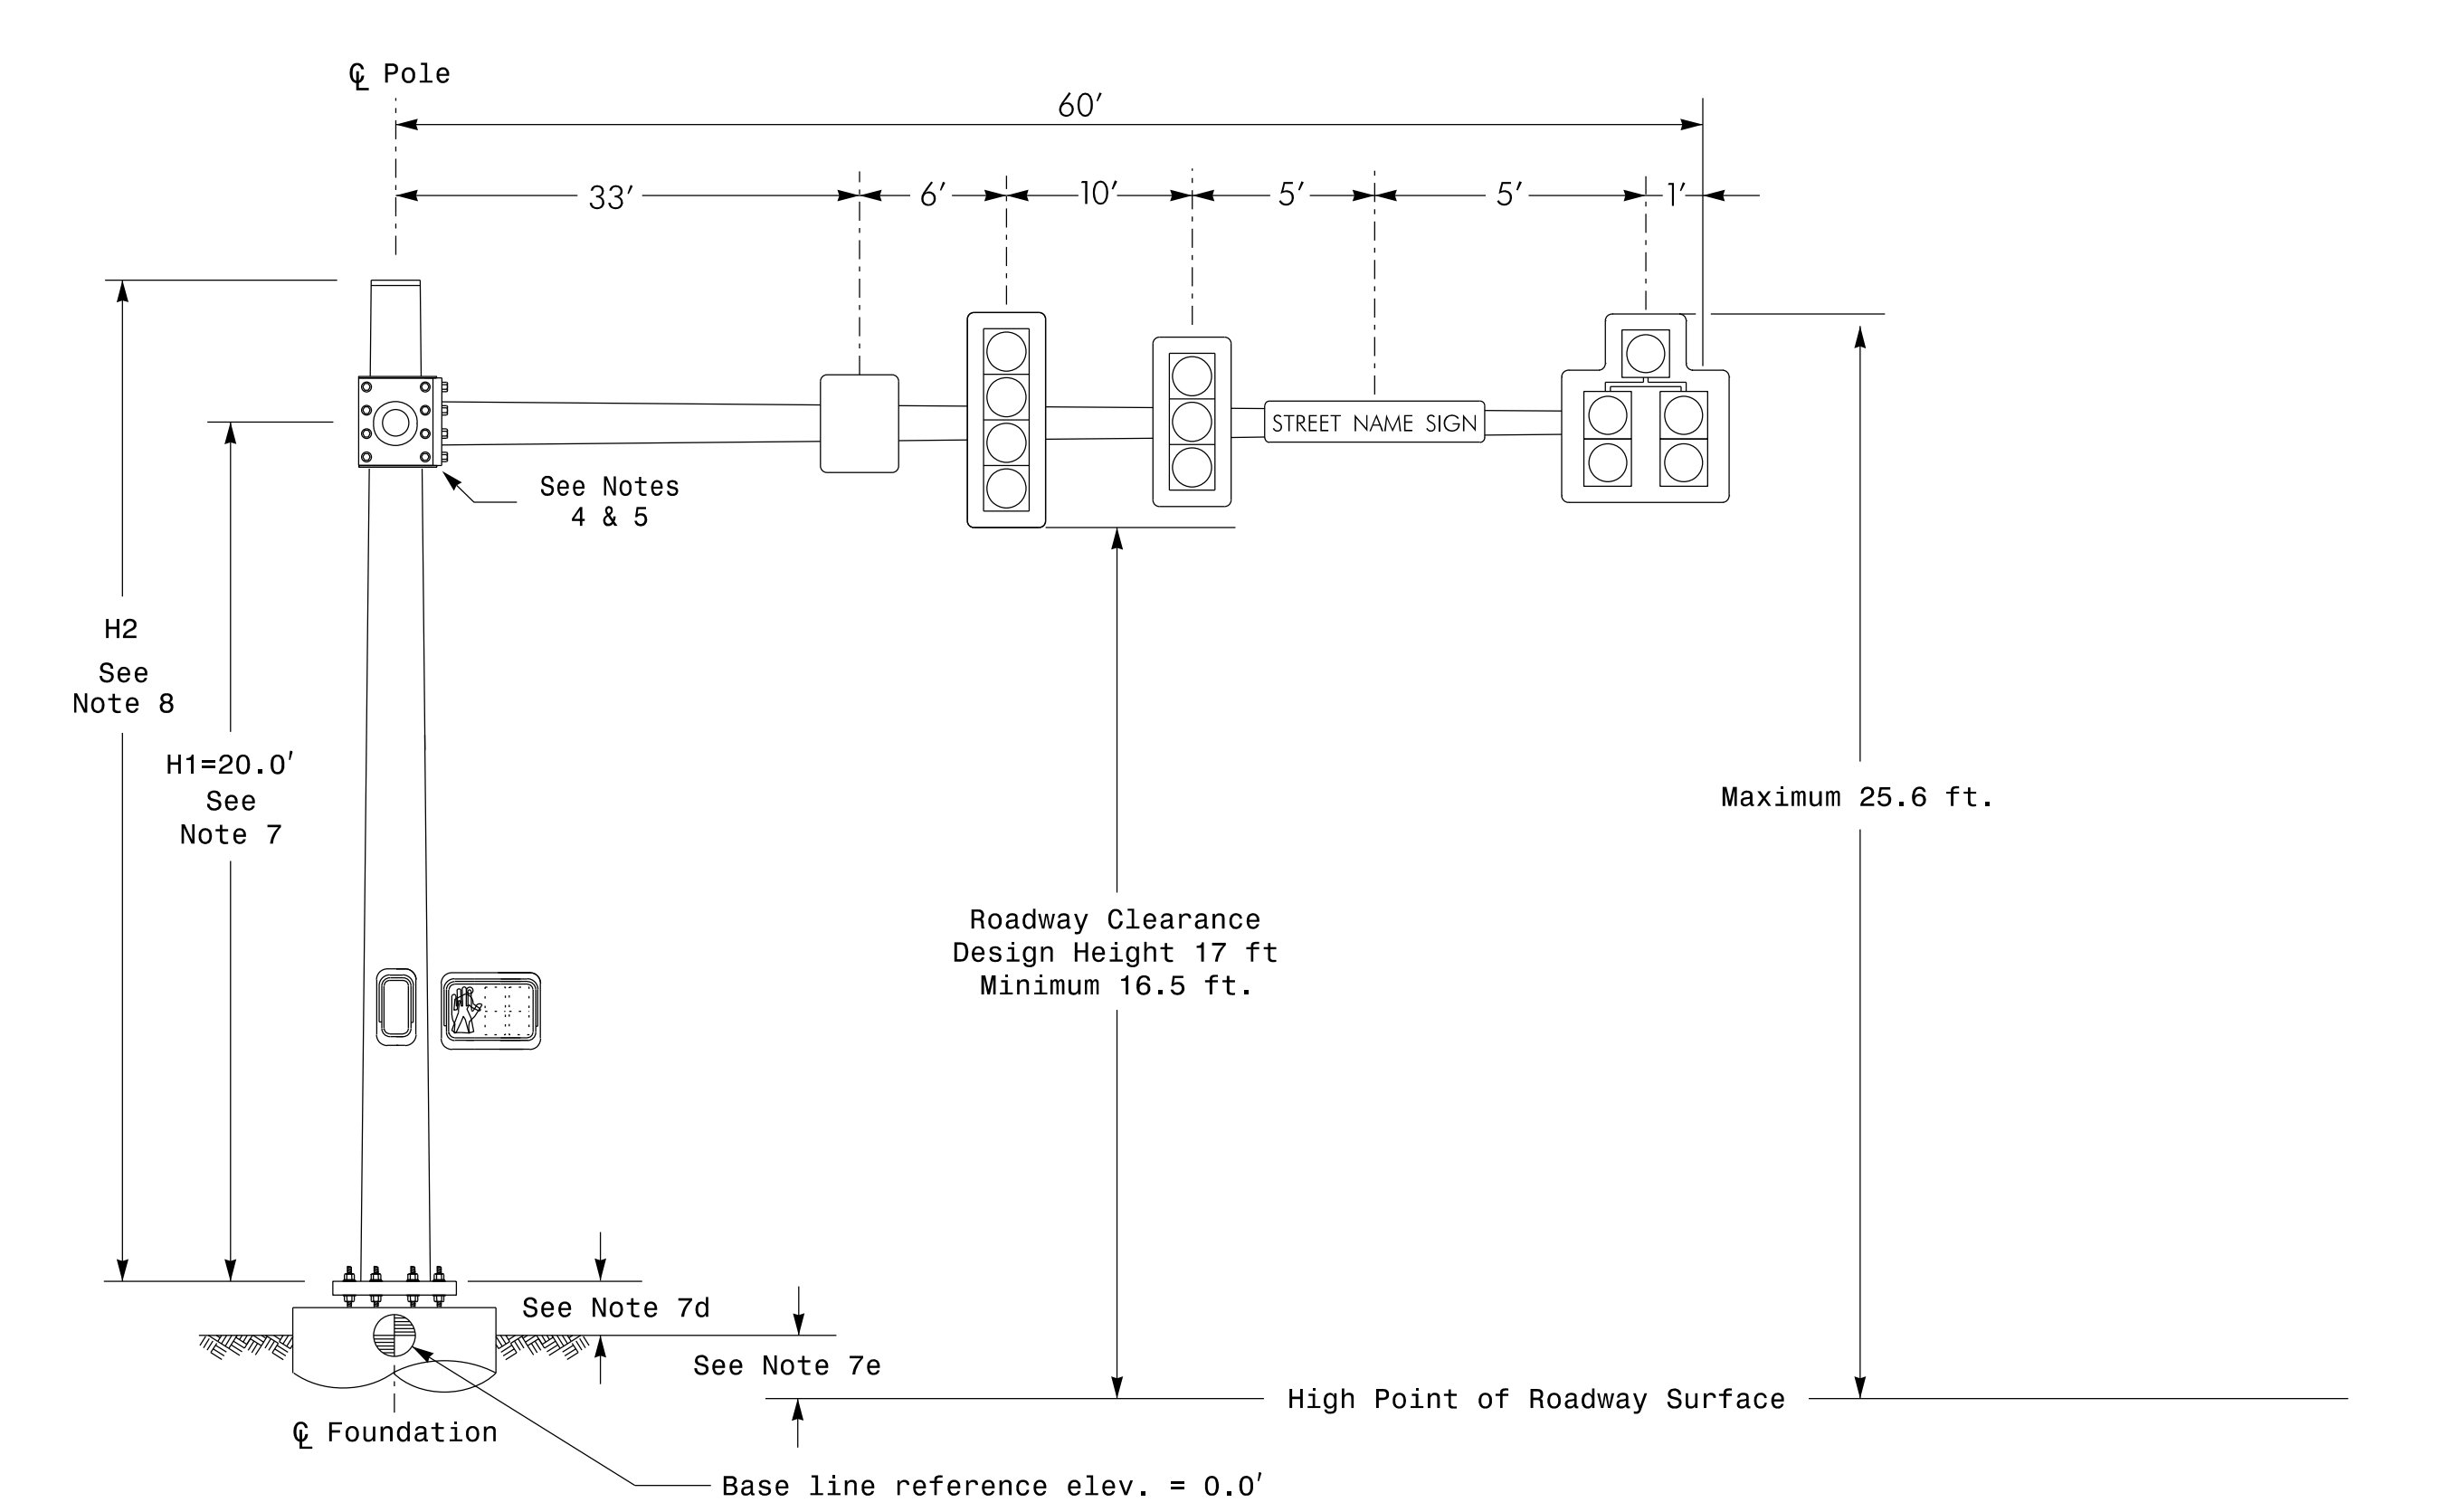 ℄ Pole
60'
33'
6'
10'
5'
5'
1'
STREET NAME SIGN
See Notes
4 & 5
H2
See
Note 8
H1=20.0'
See
Note 7
Maximum 25.6 ft.
Roadway Clearance
Design Height 17 ft
Minimum 16.5 ft.
See Note 7d
See Note 7e
High Point of Roadway Surface
℄ Foundation
Base line reference elev. = 0.0'